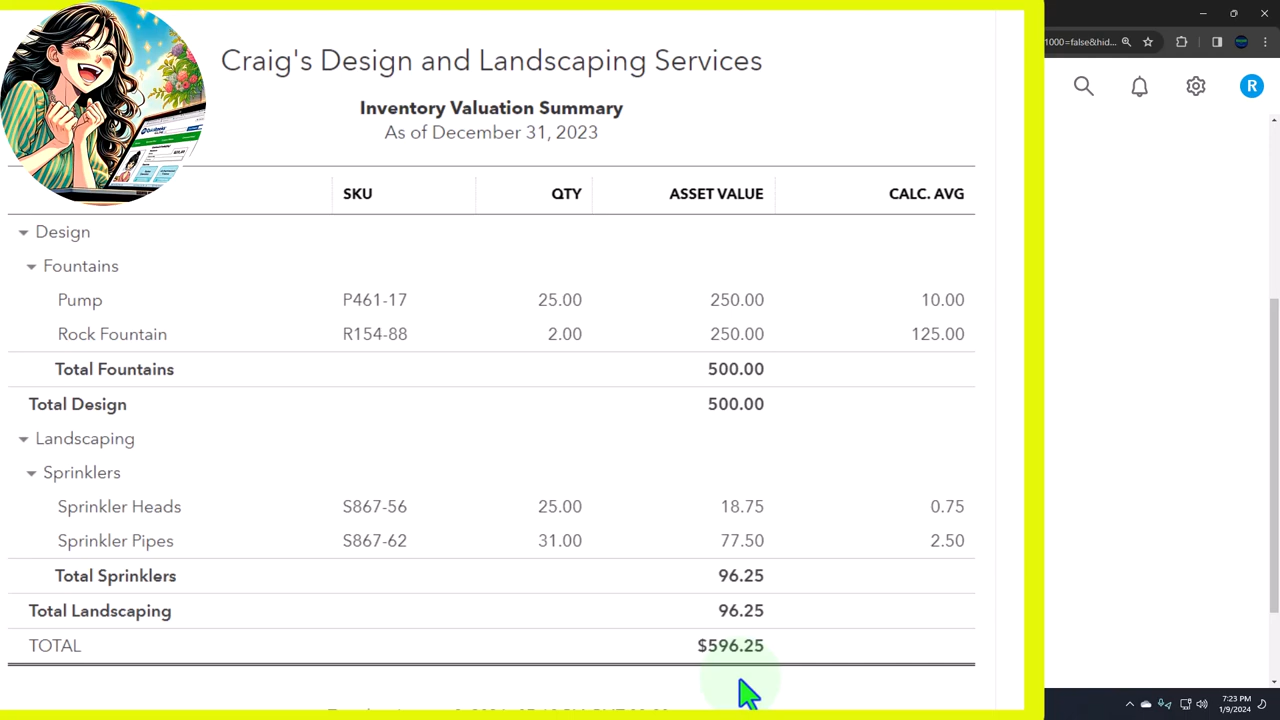 1000=false&hid
Craig's Design and Landscaping Services
R
Inventory Valuation Summary
As of December 31, 2023
SKU QTY ASSET VALUE CALC. AVG
Design
Fountains
Pump P461-17 25.00 250.00 10.00
Rock Fountain R154-88 2.00 250.00 125.00
Total Fountains 500.00
Total Design 500.00
Landscaping
Sprinklers
Sprinkler Heads S867-56 25.00 18.75 0.75
Sprinkler Pipes S867-62 31.00 77.50 2.50
Total Sprinklers 96.25
Total Landscaping 96.25
TOTAL $596.25
7:23 PM
1/9/2024